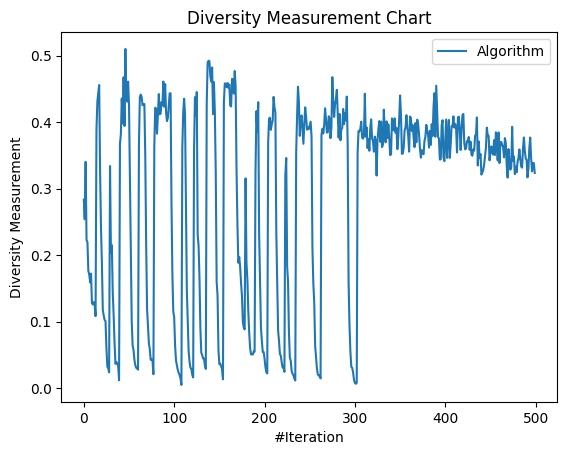 Diversity Measurement Chart
Algorithm
Diversity Measurement
0.5
0.4
0.3
0.2
0.1
0.0
0 100 200 300 400 500
#Iteration